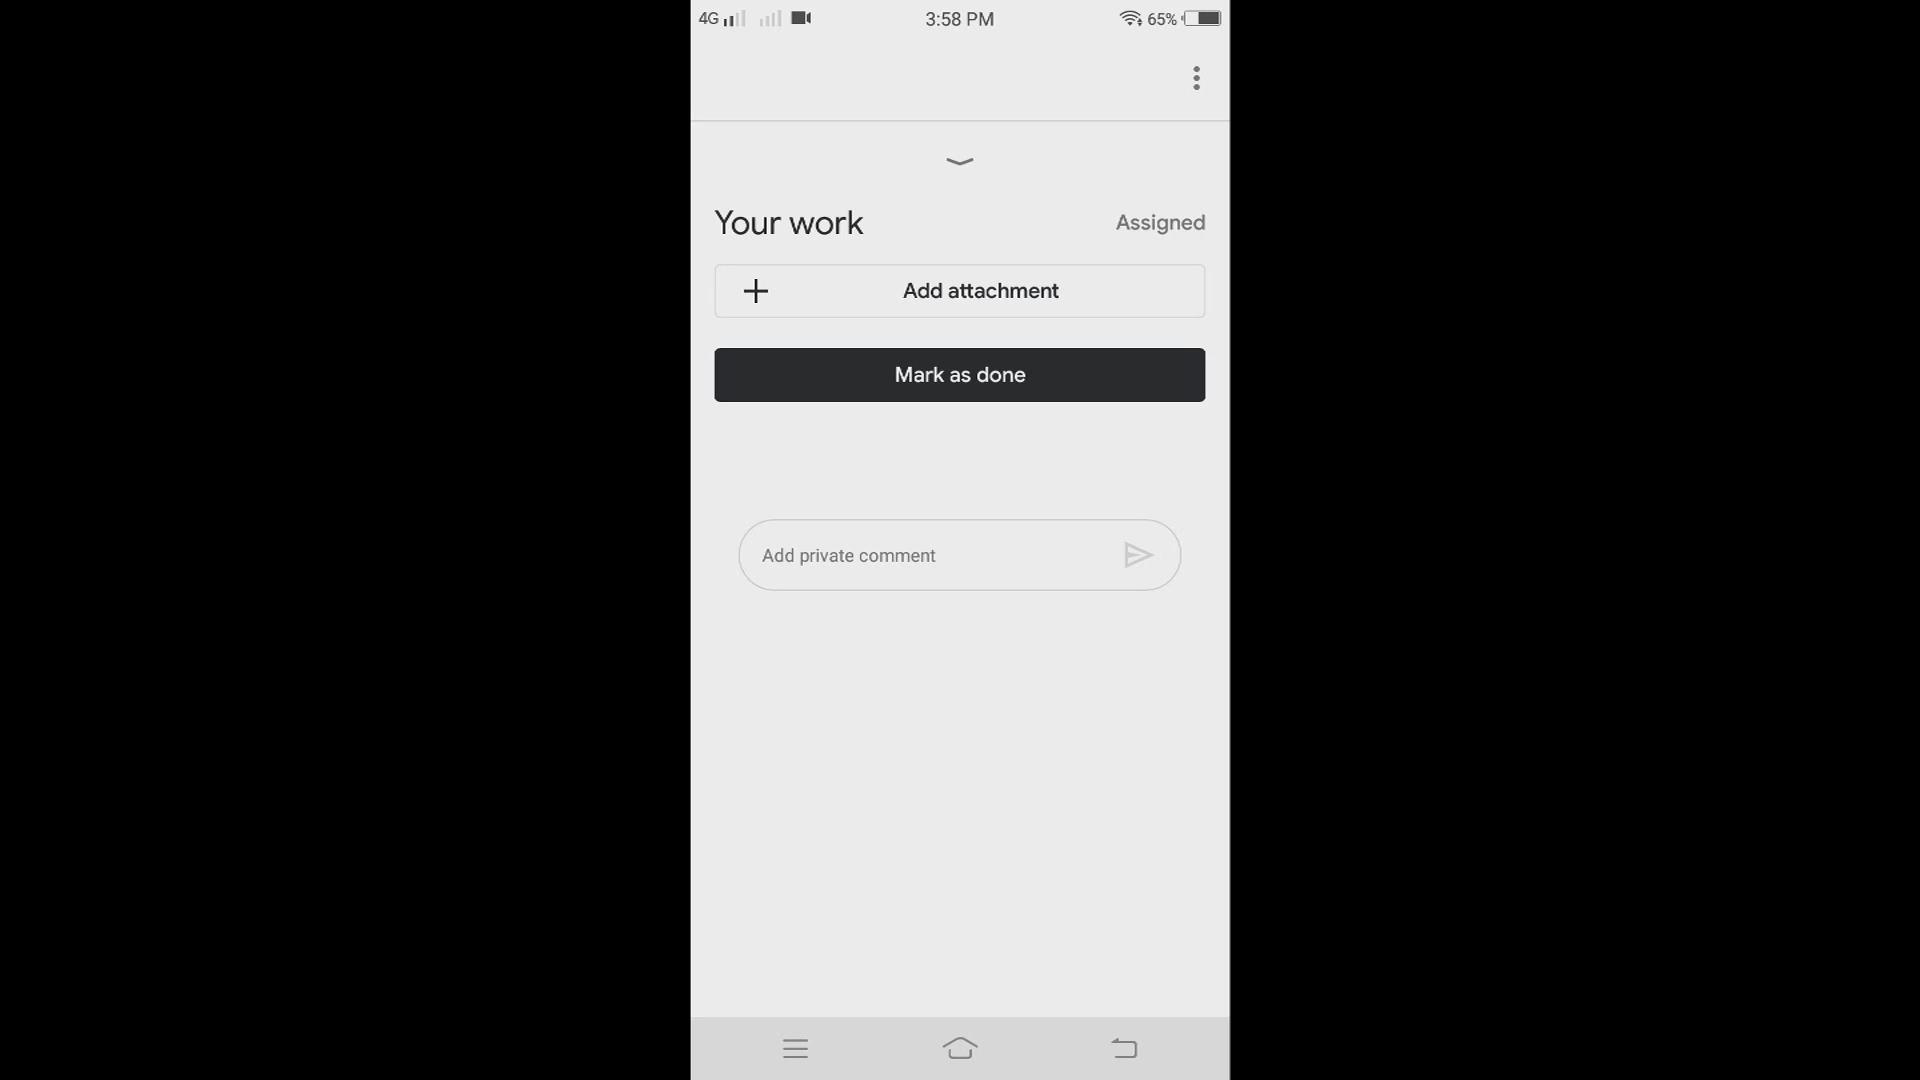 4G 3:58 PM 65%
Your work Assigned
Add attachment
Mark as done
Add private comment